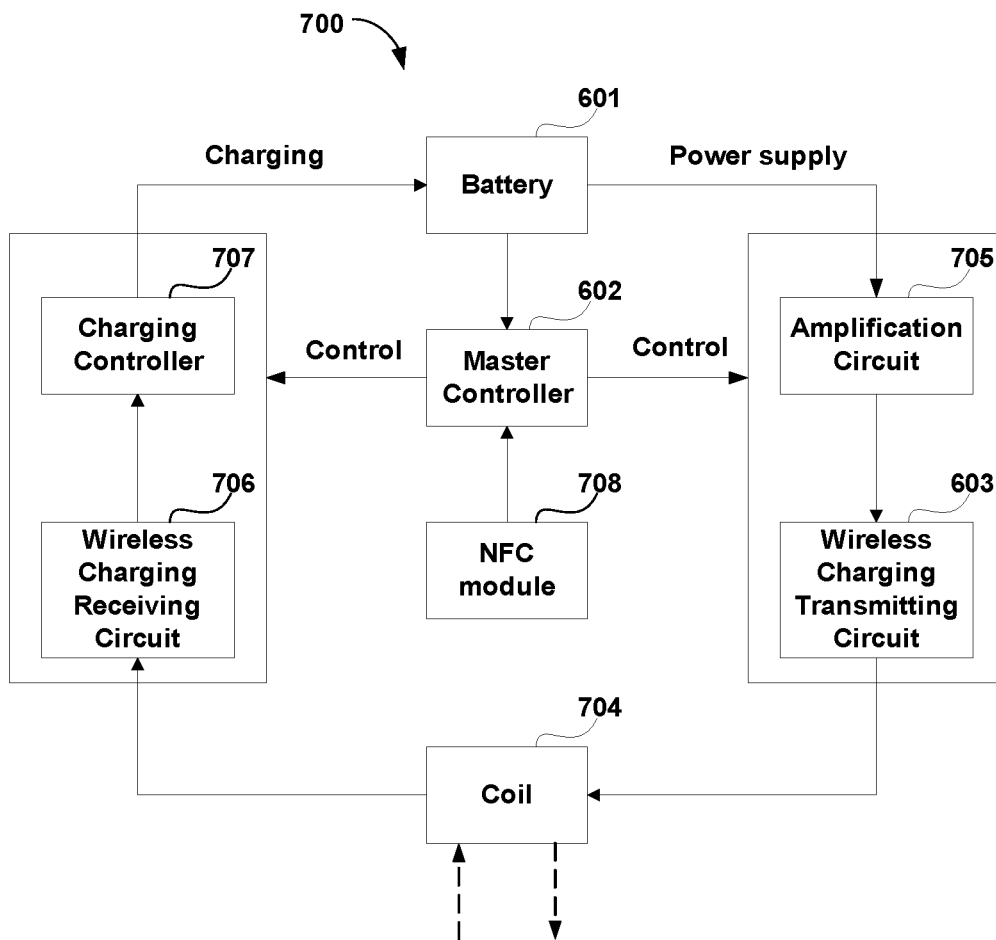 700
601
Charging
Battery
Power supply
707
602
705
Charging
Controller
Control
Master
Controller
Control
Amplification
Circuit
706
708
603
Wireless
Charging
Receiving
Circuit
NFC
module
Wireless
Charging
Transmitting
Circuit
704
Coil